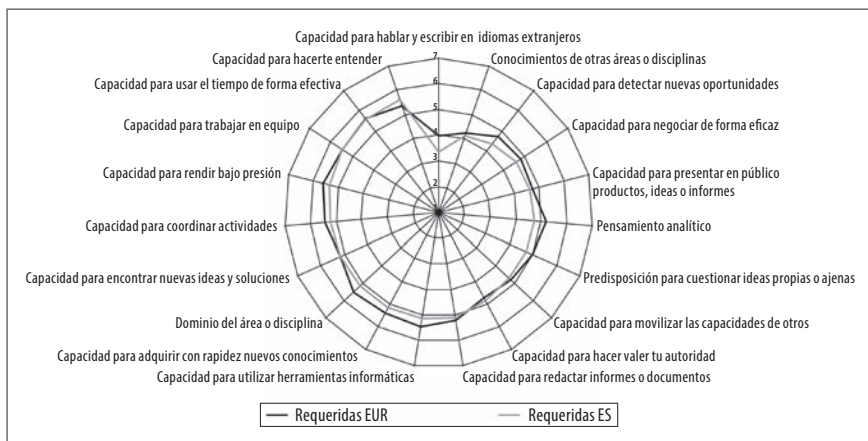 Capacidad para hablar y escribir en idiomas extranjeros
Capacidad para hacerte entender
Conocimientos de otras áreas o disciplinas
Capacidad para usar el tiempo de forma efectiva
Capacidad para detectar nuevas oportunidades
Capacidad para trabajar en equipo
Capacidad para negociar de forma eficaz
Capacidad para rendir bajo presión
Capacidad para presentar en público
productos, ideas o informes
Capacidad para coordinar actividades
Pensamiento analítico
Capacidad para encontrar nuevas ideas y soluciones
Predisposición para cuestionar ideas propias o ajenas
Dominio del área o disciplina
Capacidad para movilizar las capacidades de otros
Capacidad para adquirir con rapidez nuevos conocimientos
Capacidad para hacer valer tu autoridad
Capacidad para utilizar herramientas informáticas
Capacidad para redactar informes o documentos
7
6
5
4
3
2
1
Requeridas EUR
Requeridas ES